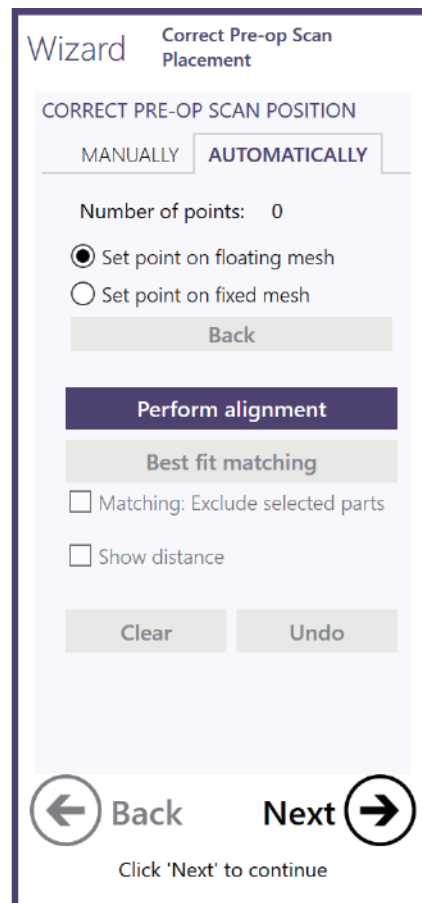 Wizard
Correct Pre-op Scan
Placement
CORRECT PRE-OP SCAN POSITION
MANUALLY AUTOMATICALLY
Number of points: 0
Set point on floating mesh
Set point on fixed mesh
Back
Perform alignment
Best fit matching
Matching: Exclude selected parts
Show distance
Clear Undo
Back Next
Click 'Next' to continue